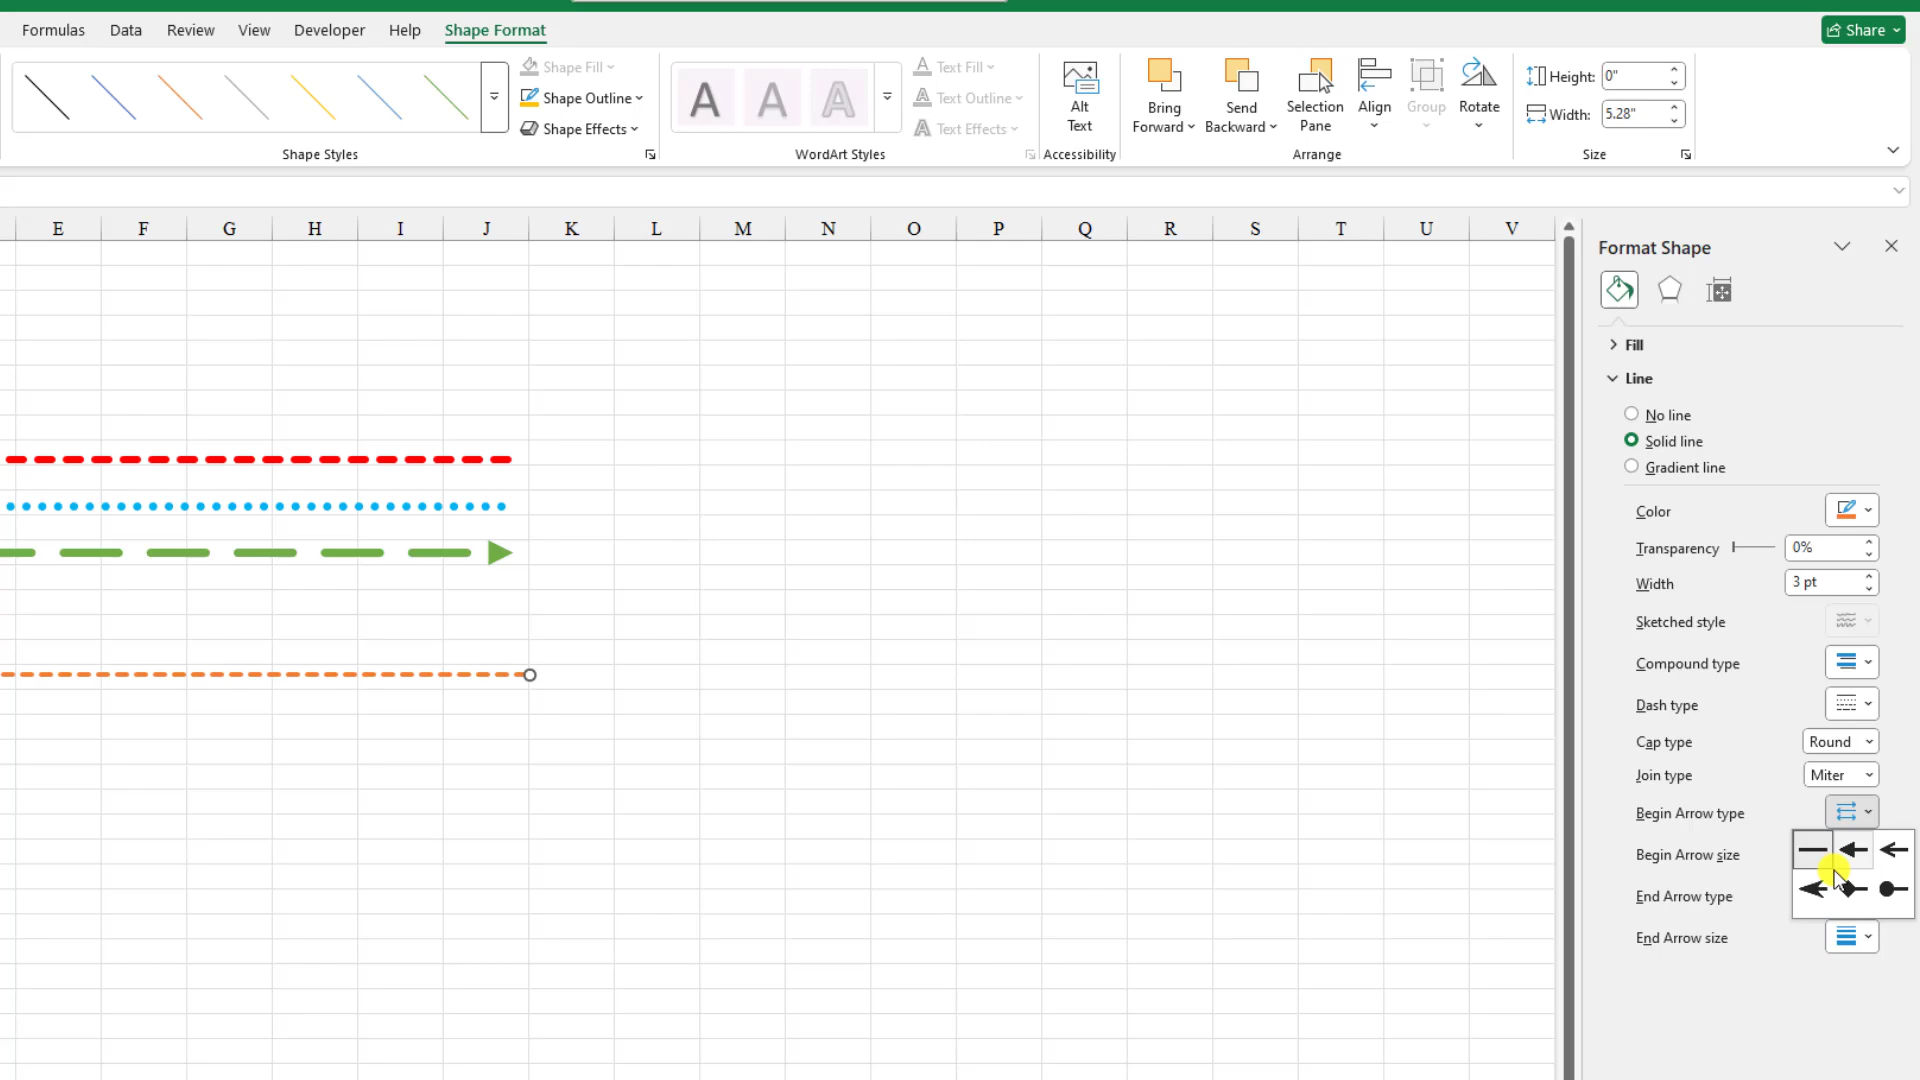 Formulas Data Review View Developer Help Shape Format Share
Shape Fill
Shape Outline
Shape Effects
Shape Styles
A A A
WordArt Styles
A Text Fill
A Text Outline
A Text Effects
Alt Text
Accessibility
Bring Forward
Send Backward
Selection Pane
Align
Group
Rotate
Arrange
Height: 0"
Width: 5.28"
Size
E F G H I J K L M N O P Q R S T U V
Format Shape
Fill
Line
No line
Solid line
Gradient line
Color
Transparency 0%
Width 3 pt
Sketched style
Compound type
Dash type
Cap type Round
Join type Miter
Begin Arrow type
Begin Arrow size
End Arrow type
End Arrow size